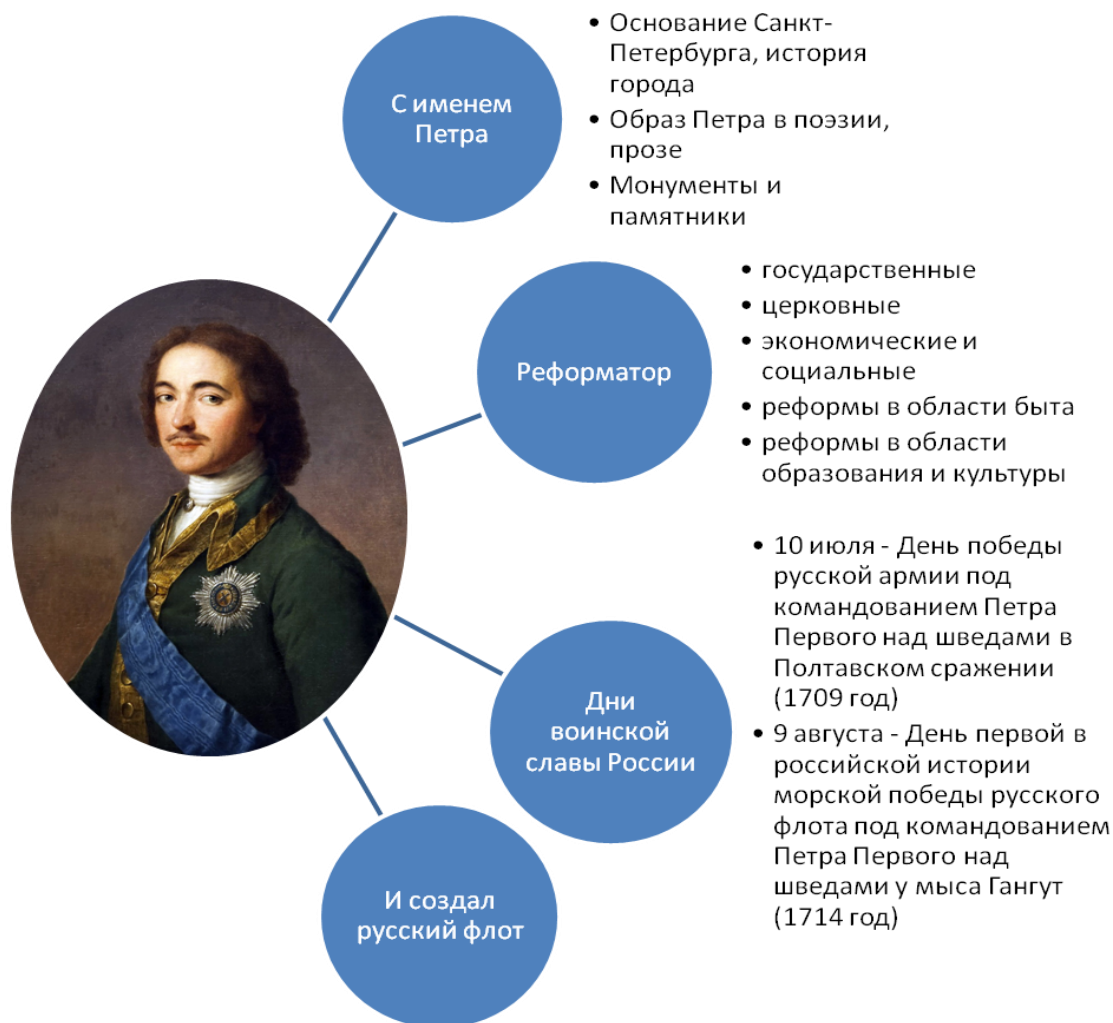 С именем
Петра
• Основание Санкт-
Петербурга, история
города
• Образ Петра в поэзии,
прозе
• Монументы и
памятники
Реформатор
• государственные
• церковные
• экономические и
социальные
• реформы в области быта
• реформы в области
образования и культуры
Дни
воинской
славы России
• 10 июля - День победы
русской армии под
командованием Петра
Первого над шведами в
Полтавском сражении
(1709 год)
• 9 августа - День первой в
российской истории
морской победы русского
флота под командованием
Петра Первого над
шведами у мыса Гангут
(1714 год)
И создал
русский флот